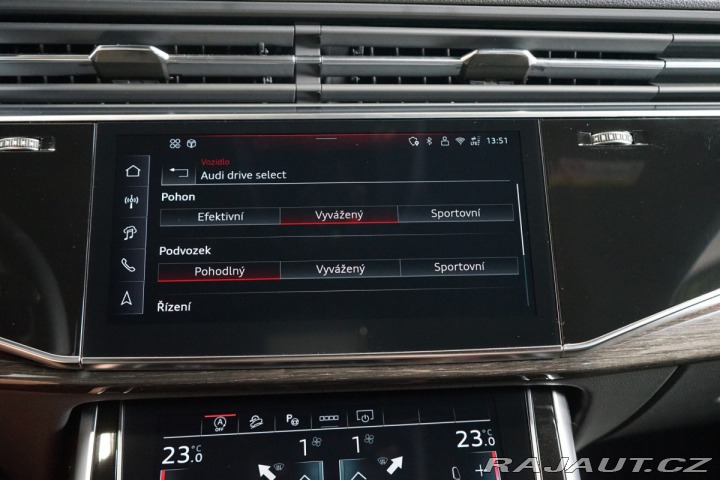 13:51
Vozidlo
Audi drive select
Pohon
Efektivní Vyvážený Sportovní
Podvozek
Pohodlný Vyvážený Sportovní
Řízení
OFF
23.0 °C 1 1 23.0 °C
RAJAUT.CZ